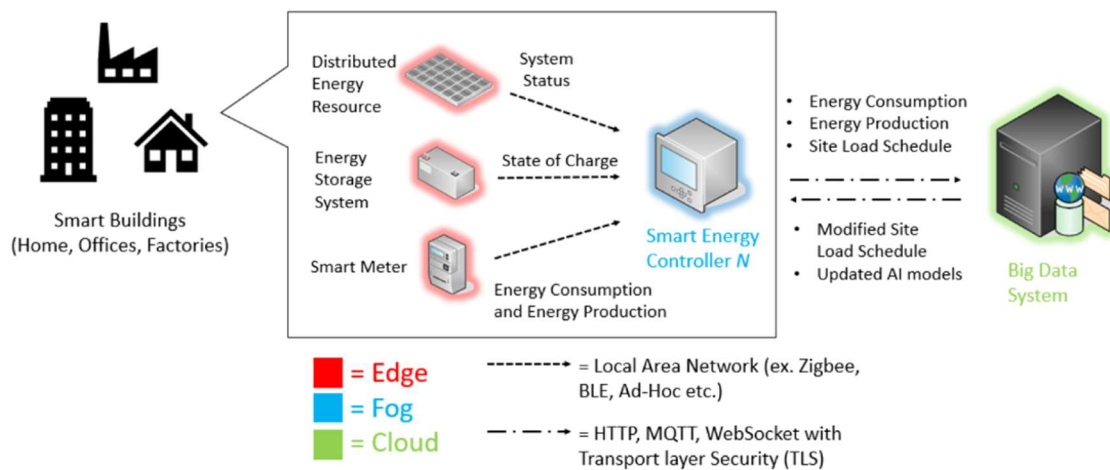 Smart Buildings
(Home, Offices, Factories)
Distributed
Energy
Resource
System
Status
Energy
Storage
System
State of Charge
Smart Meter
Energy Consumption
and Energy Production
Smart Energy
Controller N
• Energy Consumption
• Energy Production
• Site Load Schedule
• Modified Site
Load Schedule
• Updated AI models
WWW
Big Data
System
= Edge
= Fog
= Cloud
= Local Area Network (ex. Zigbee,
BLE, Ad-Hoc etc.)
= HTTP, MQTT, WebSocket with
Transport layer Security (TLS)